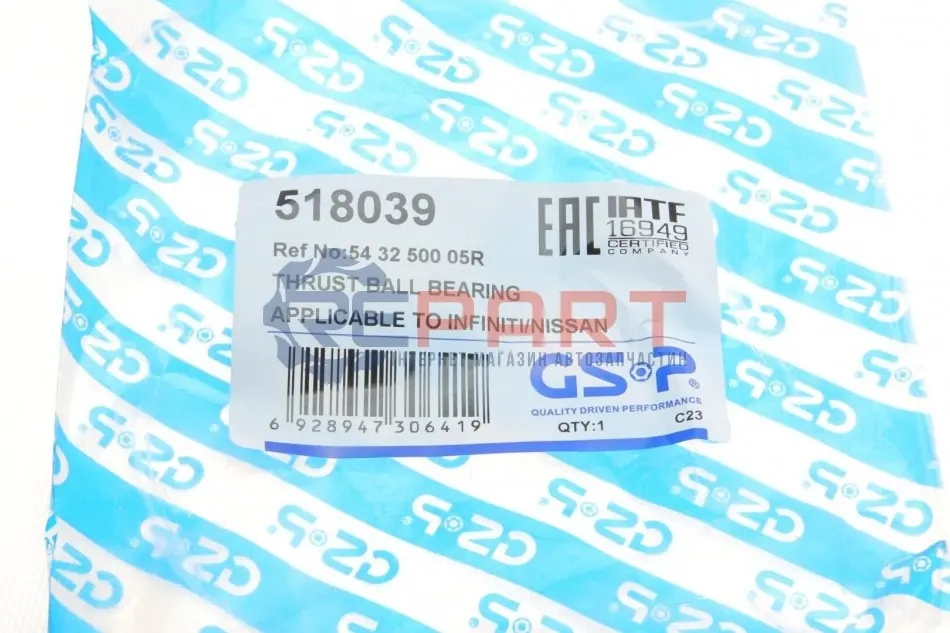 518039
EAC
IATF
16949
CERTIFIED
COMPANY
Ref No:54 32 500 05R
THRUST BALL BEARING
APPLICABLE TO INFINITI/NISSAN
REPART
ИНТЕРНЕТ МАГАЗИН АВТОЗАПЧАСТИН
GSP®
QUALITY DRIVEN PERFORMANCE
6 928947 306419
QTY:1
C23